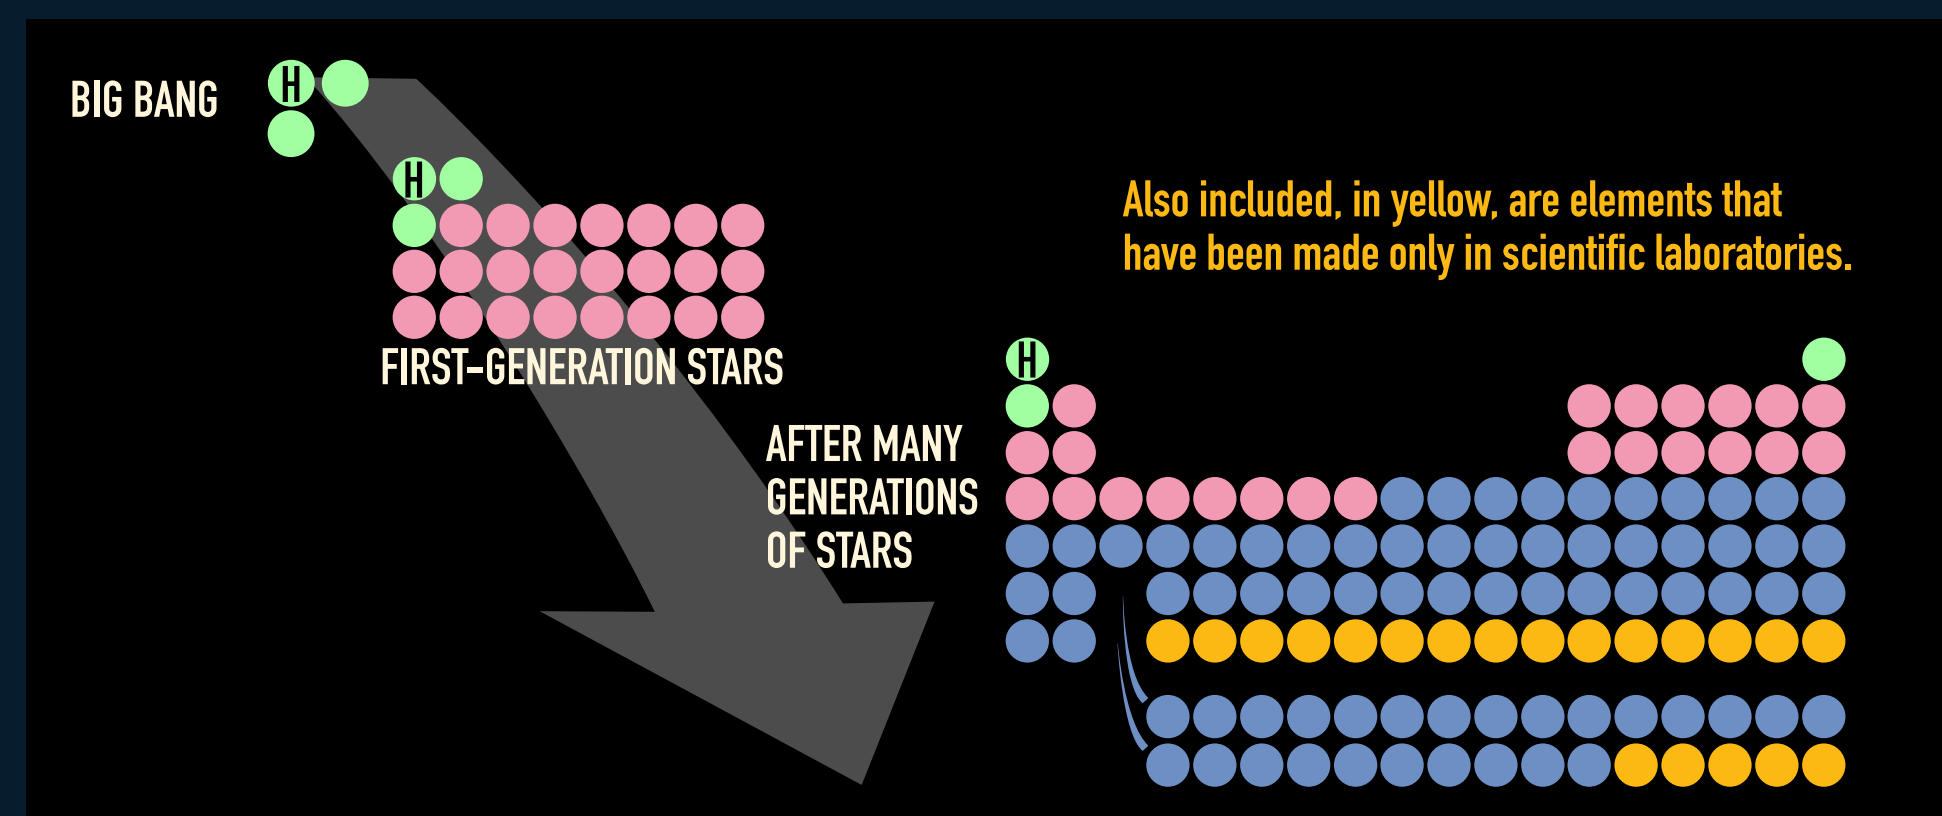 BIG BANG
H
H
FIRST-GENERATION STARS
Also included, in yellow, are elements that
have been made only in scientific laboratories.
H
AFTER MANY
GENERATIONS
OF STARS